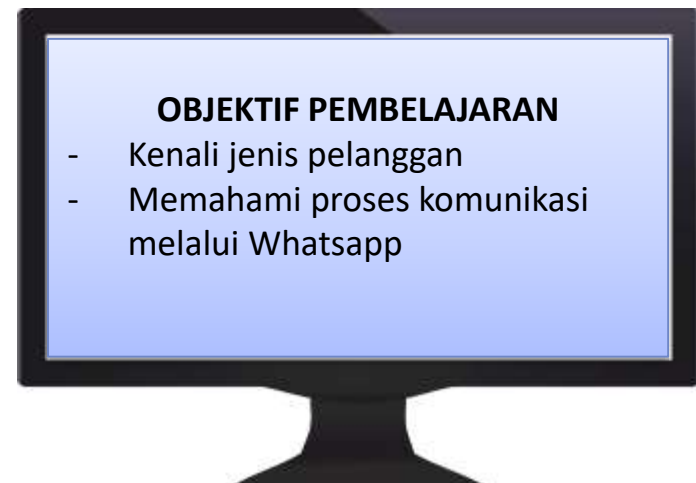 OBJEKTIF PEMBELAJARAN
- Kenali jenis pelanggan
- Memahami proses komunikasi
melalui Whatsapp